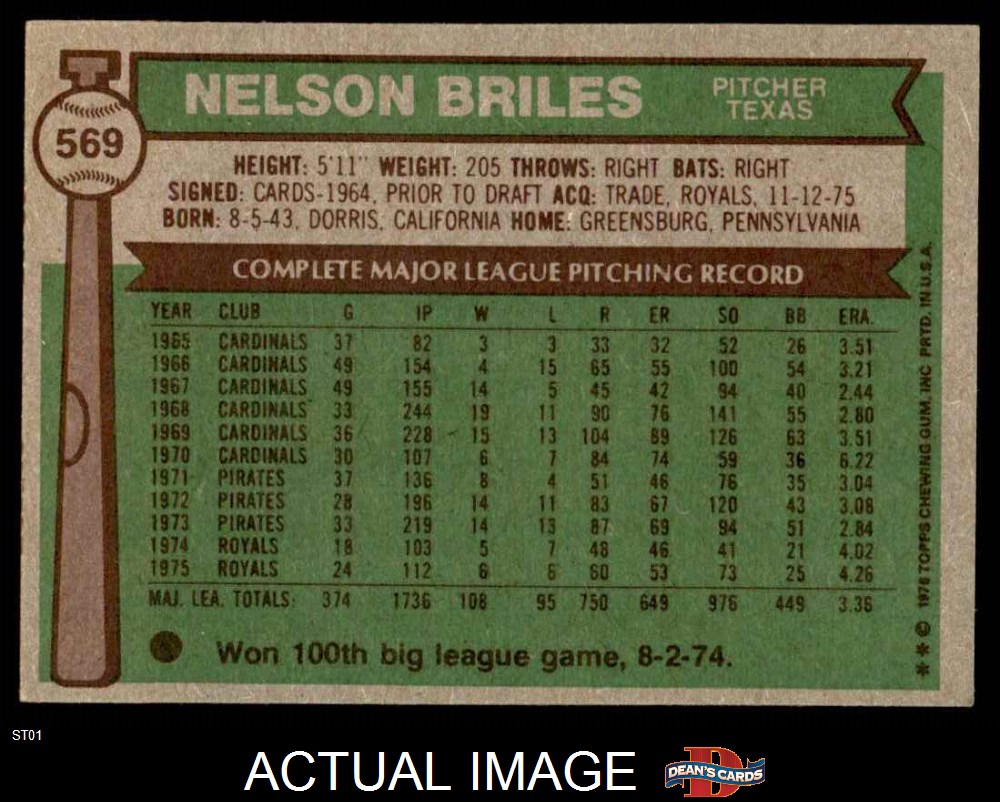 569
NELSON BRILES
PITCHER
TEXAS
HEIGHT: 5'11" WEIGHT: 205 THROWS: RIGHT BATS: RIGHT
SIGNED: CARDS-1964, PRIOR TO DRAFT ACQ: TRADE, ROYALS, 11-12-75
BORN: 8-5-43, DORRIS, CALIFORNIA HOME: GREENSBURG, PENNSYLVANIA
COMPLETE MAJOR LEAGUE PITCHING RECORD
YEAR CLUB G IP W L R ER SO BB ERA.
1965 CARDINALS 37 82 3 3 33 32 52 26 3.51
1966 CARDINALS 49 154 4 15 65 55 100 54 3.21
1967 CARDINALS 49 155 14 5 45 42 94 40 2.44
1968 CARDINALS 33 244 19 11 90 76 141 55 2.80
1969 CARDINALS 36 228 15 13 104 89 126 63 3.51
1970 CARDINALS 30 107 6 7 84 74 59 36 6.22
1971 PIRATES 37 136 8 4 51 46 76 35 3.04
1972 PIRATES 28 196 14 11 83 67 120 43 3.08
1973 PIRATES 33 219 14 13 87 69 94 51 2.84
1974 ROYALS 18 103 5 7 48 46 41 21 4.02
1975 ROYALS 24 112 6 6 60 53 73 25 4.26
MAJ. LEA. TOTALS: 374 1736 108 95 750 649 976 449 3.36
Won 100th big league game, 8-2-74.
** © 1976 TOPPS CHEWING GUM, INC PRTD. IN U.S.A.
ST01
ACTUAL IMAGE
D
DEAN'S CARDS